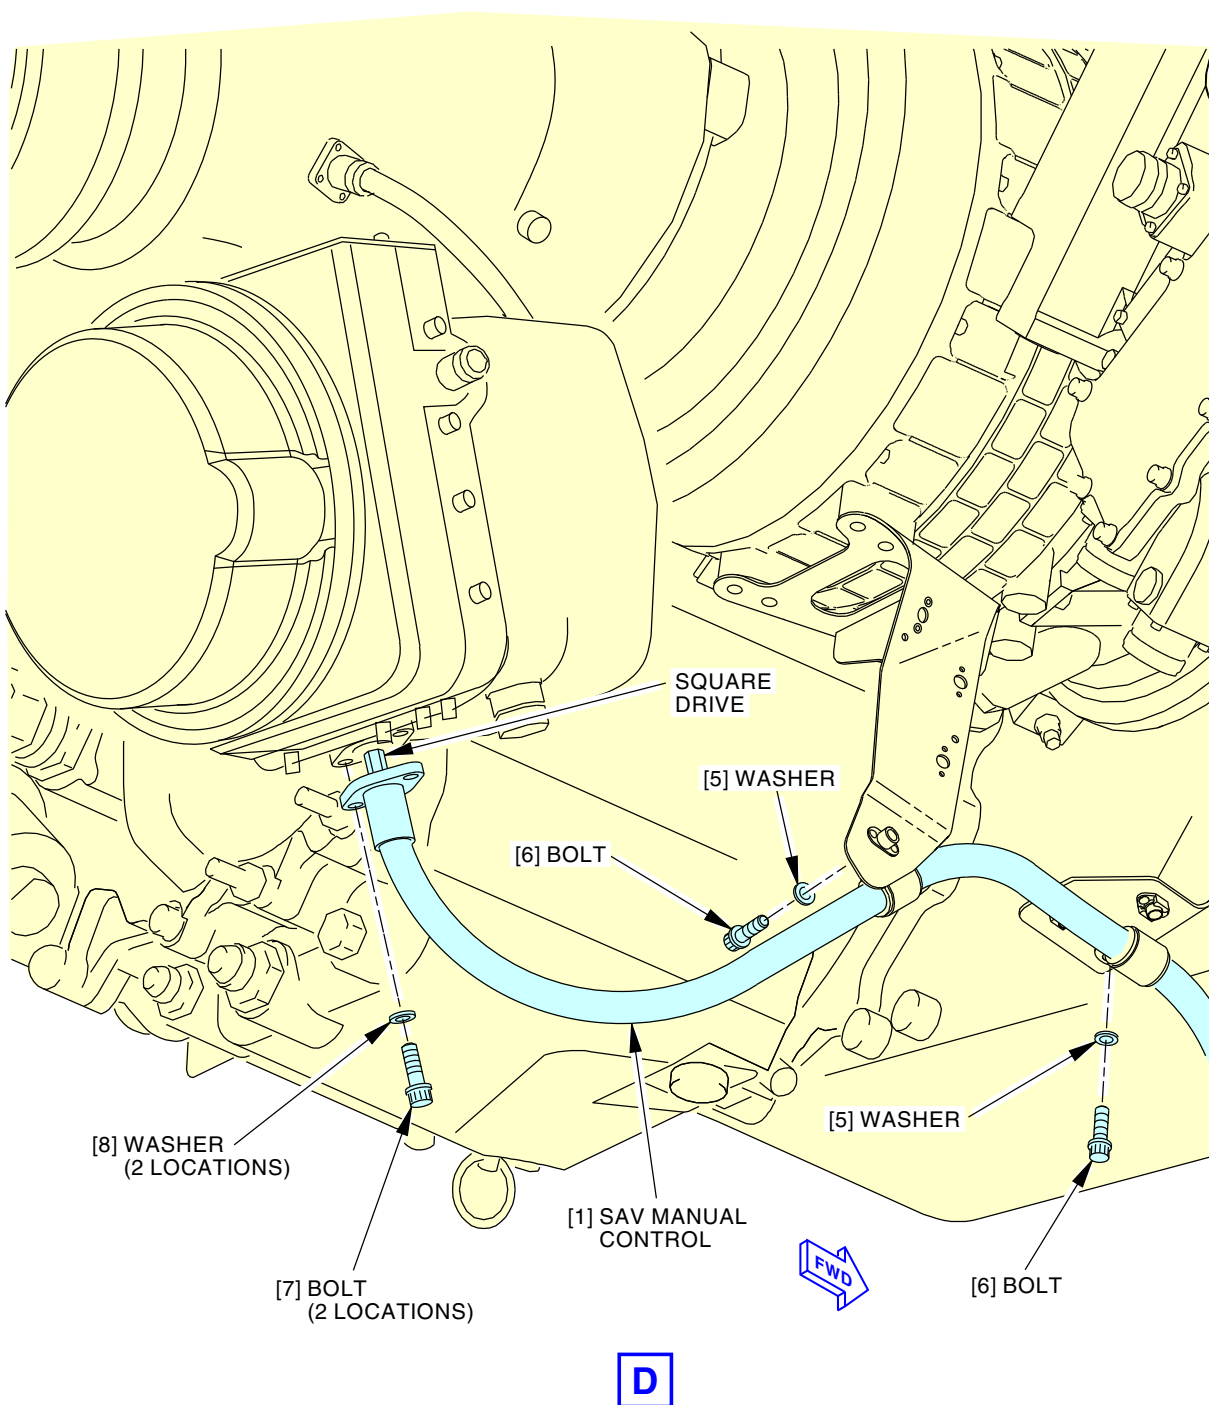 SQUARE
DRIVE
[5] WASHER
[6] BOLT
[5] WASHER
[8] WASHER
(2 LOCATIONS)
[1] SAV MANUAL
CONTROL
FWD
[7] BOLT
(2 LOCATIONS)
[6] BOLT
D